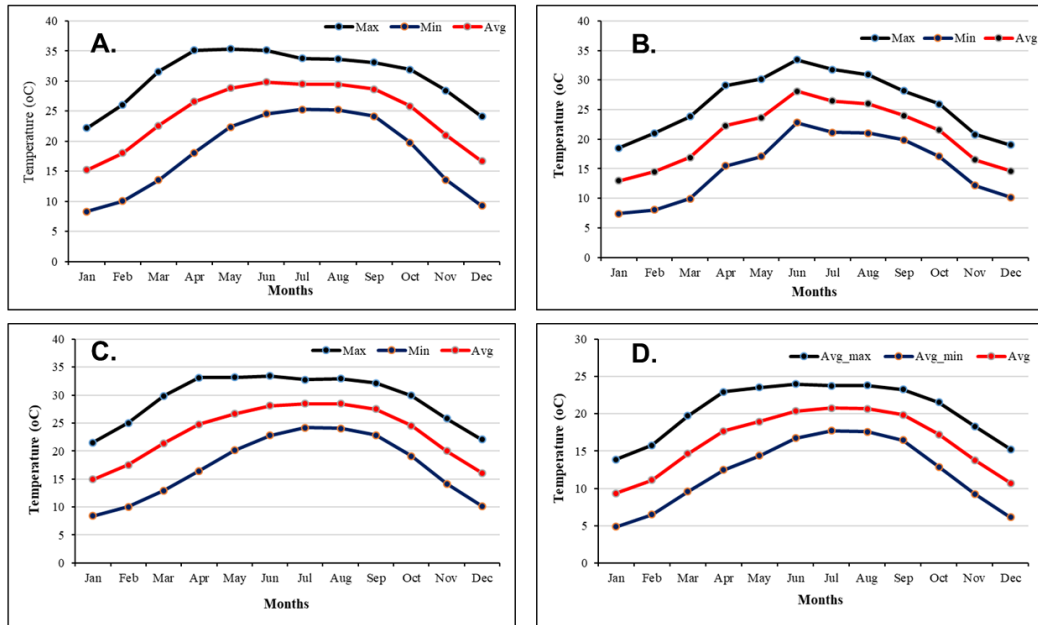 A.
Max Min Avg
Temperature (oC)
40
35
30
25
20
15
10
5
0
Jan Feb Mar Apr May Jun Jul Aug Sep Oct Nov Dec
Months
B.
Max Min Avg
Temperature (oC
40
35
30
25
20
15
10
5
0
Jan Feb Mar Apr May Jun Jul Aug Sep Oct Nov Dec
Months
C.
Max Min Avg
Temperature (oC)
40
35
30
25
20
15
10
5
0
Jan Feb Mar Apr May Jun Jul Aug Sep Oct Nov Dec
Months
D.
Avg_max Avg_min Avg
Temperature (oC)
30
25
20
15
10
5
0
Jan Feb Mar Apr May Jun Jul Aug Sep Oct Nov Dec
Months